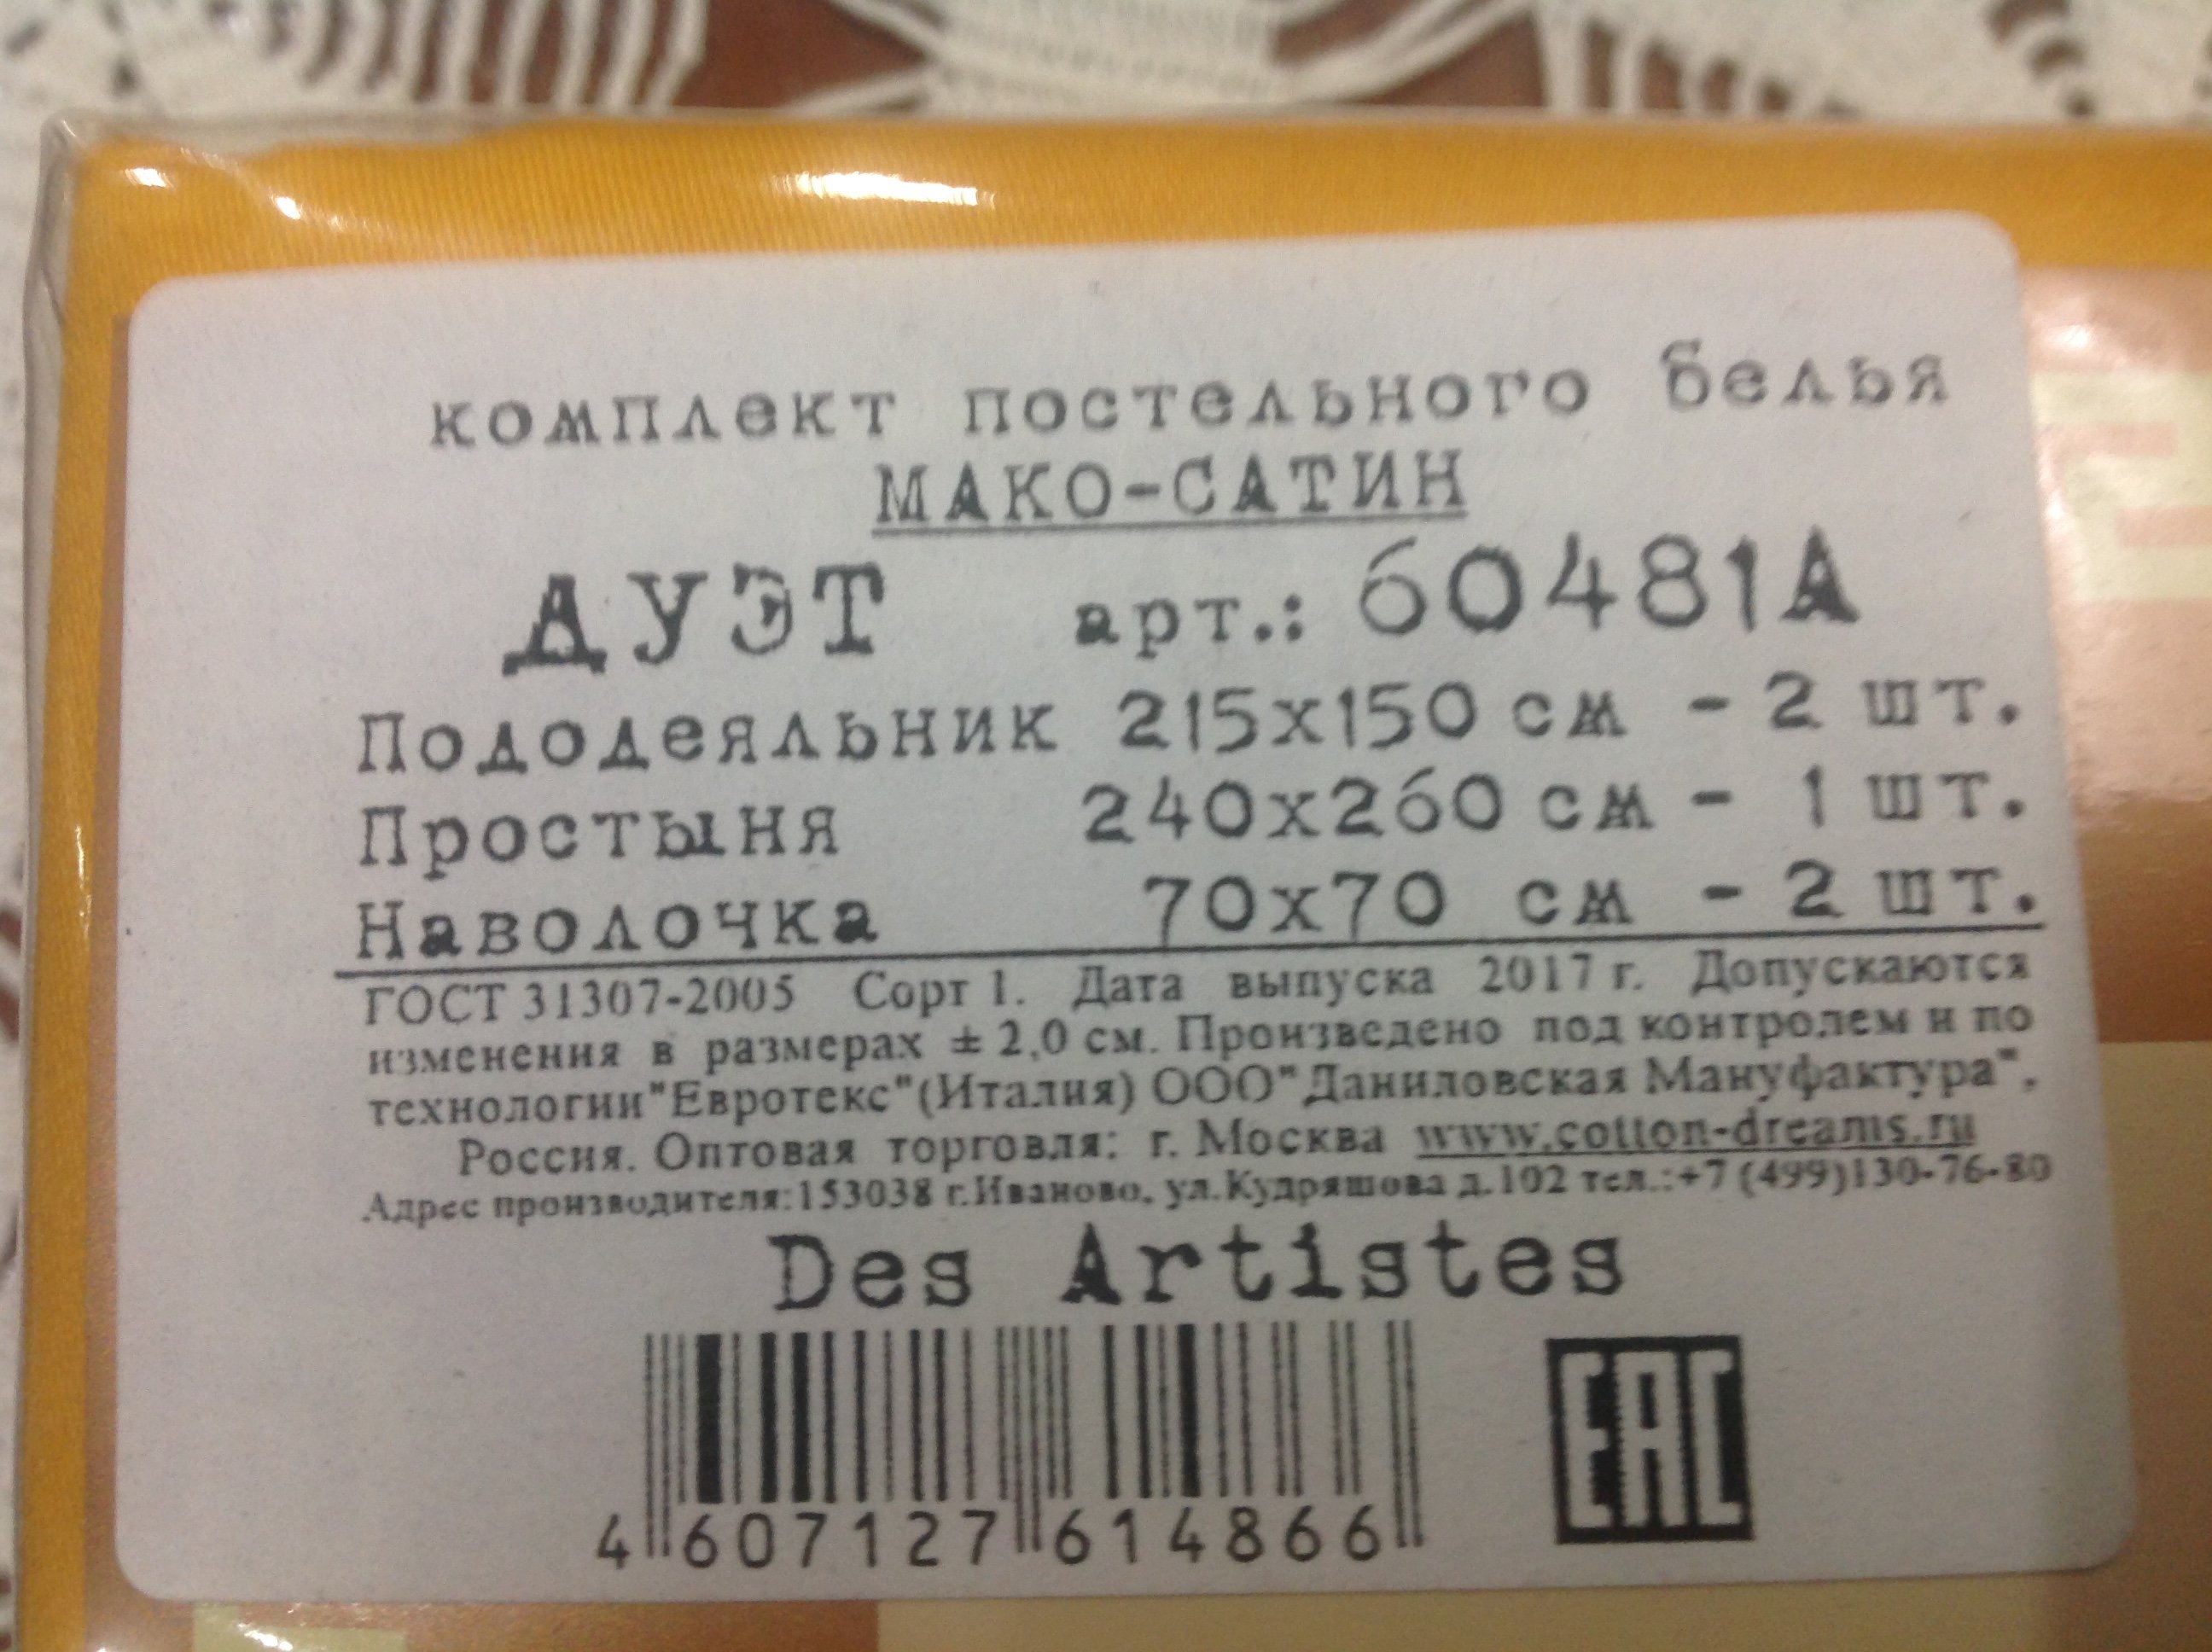 комплект постельного белья
МАКО-САТИН
ДУЭТ арт.: 60481А
Пододеяльник 215х150 см - 2 шт.
Простыня 240х260 см - 1 шт.
Наволочка 70х70 см - 2 шт.
ГОСТ 31307-2005 Сорт 1. Дата выпуска 2017 г. Допускаются
изменения в размерах ± 2,0 см. Произведено под контролем и по
технологии "Евротекс" (Италия) ООО "Даниловская Мануфактура",
Россия. Оптовая торговля: г. Москва www.cotton-dreams.ru
Адрес производителя:153038 г.Иваново, ул.Кудряшова д.102 тел.:+7 (499)130-76-80
Des Artistes
4 607127 614866
EAC